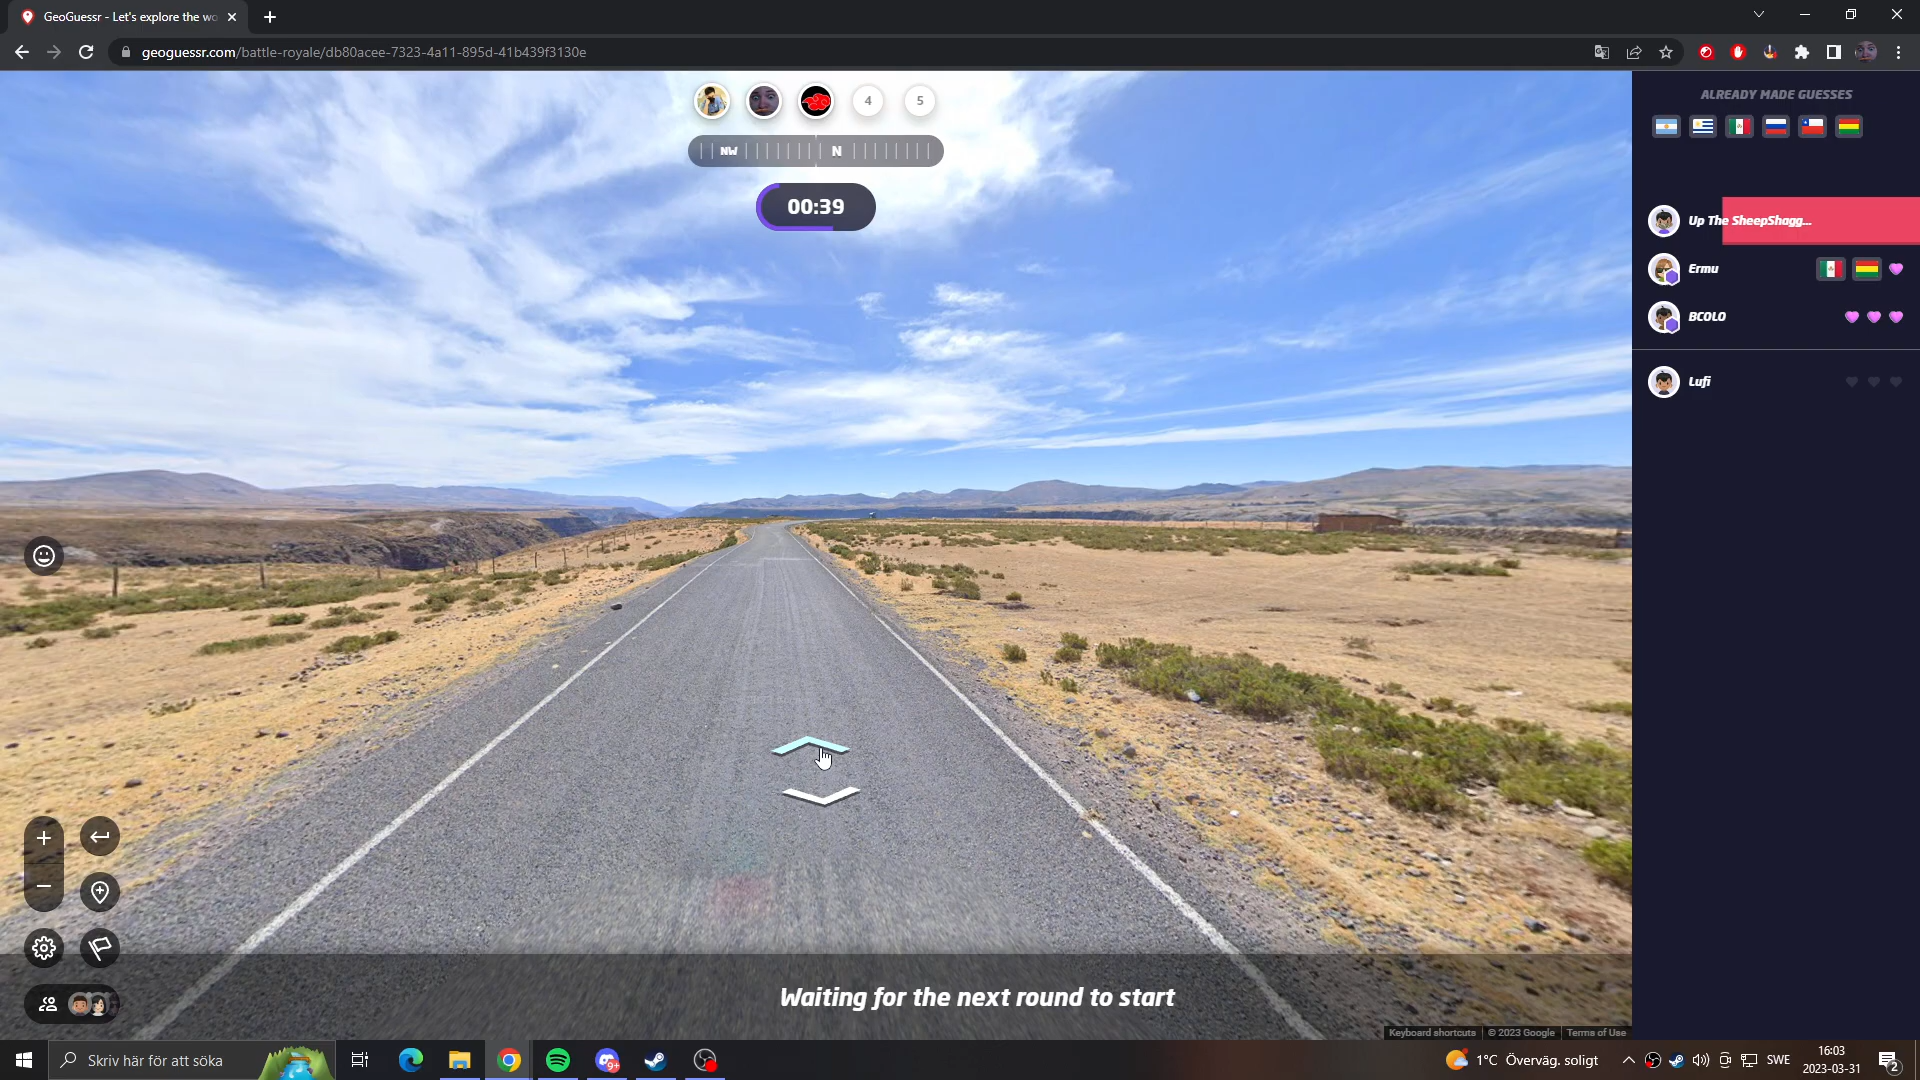 GeoGuessr - Let's explore the wo
geoguessr.com/battle-royale/db80acee-7323-4a11-895d-41b439f3130e
4
5
NW
N
00:39
ALREADY MADE GUESSES
Up The SheepShagg...
Ermu
BCOLO
Lufi
Waiting for the next round to start
Keyboard shortcuts
© 2023 Google
Terms of Use
Skriv här för att söka
9+
1°C Överväg. soligt
SWE
16:03
2023-03-31
2